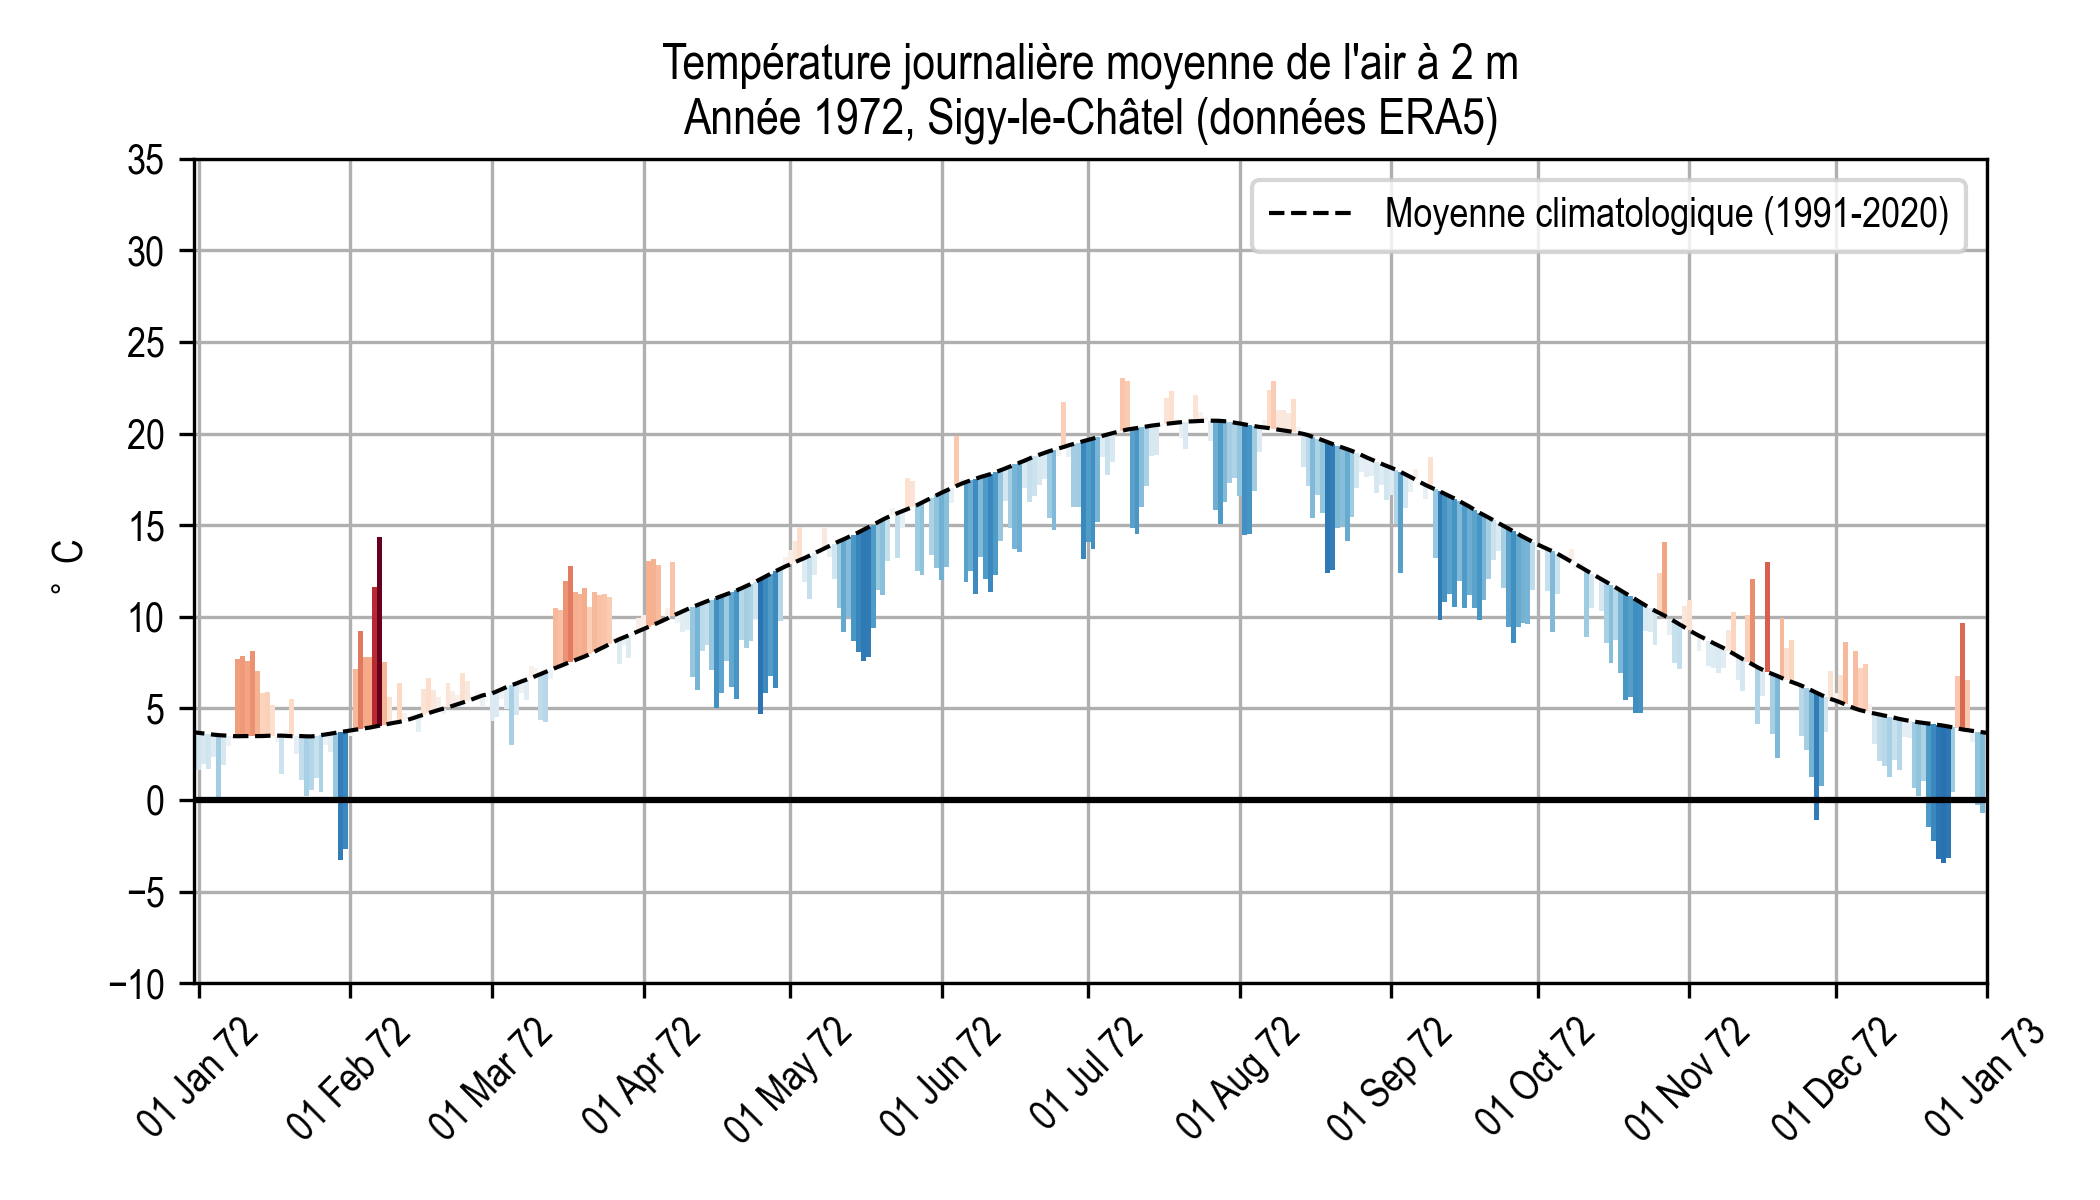 Température journalière moyenne de l'air à 2 m
Année 1972, Sigy-le-Châtel (données ERA5)
Moyenne climatologique (1991-2020)
° C
35
30
25
20
15
10
5
0
−5
−10
01 Jan 72
01 Feb 72
01 Mar 72
01 Apr 72
01 May 72
01 Jun 72
01 Jul 72
01 Aug 72
01 Sep 72
01 Oct 72
01 Nov 72
01 Dec 72
01 Jan 73